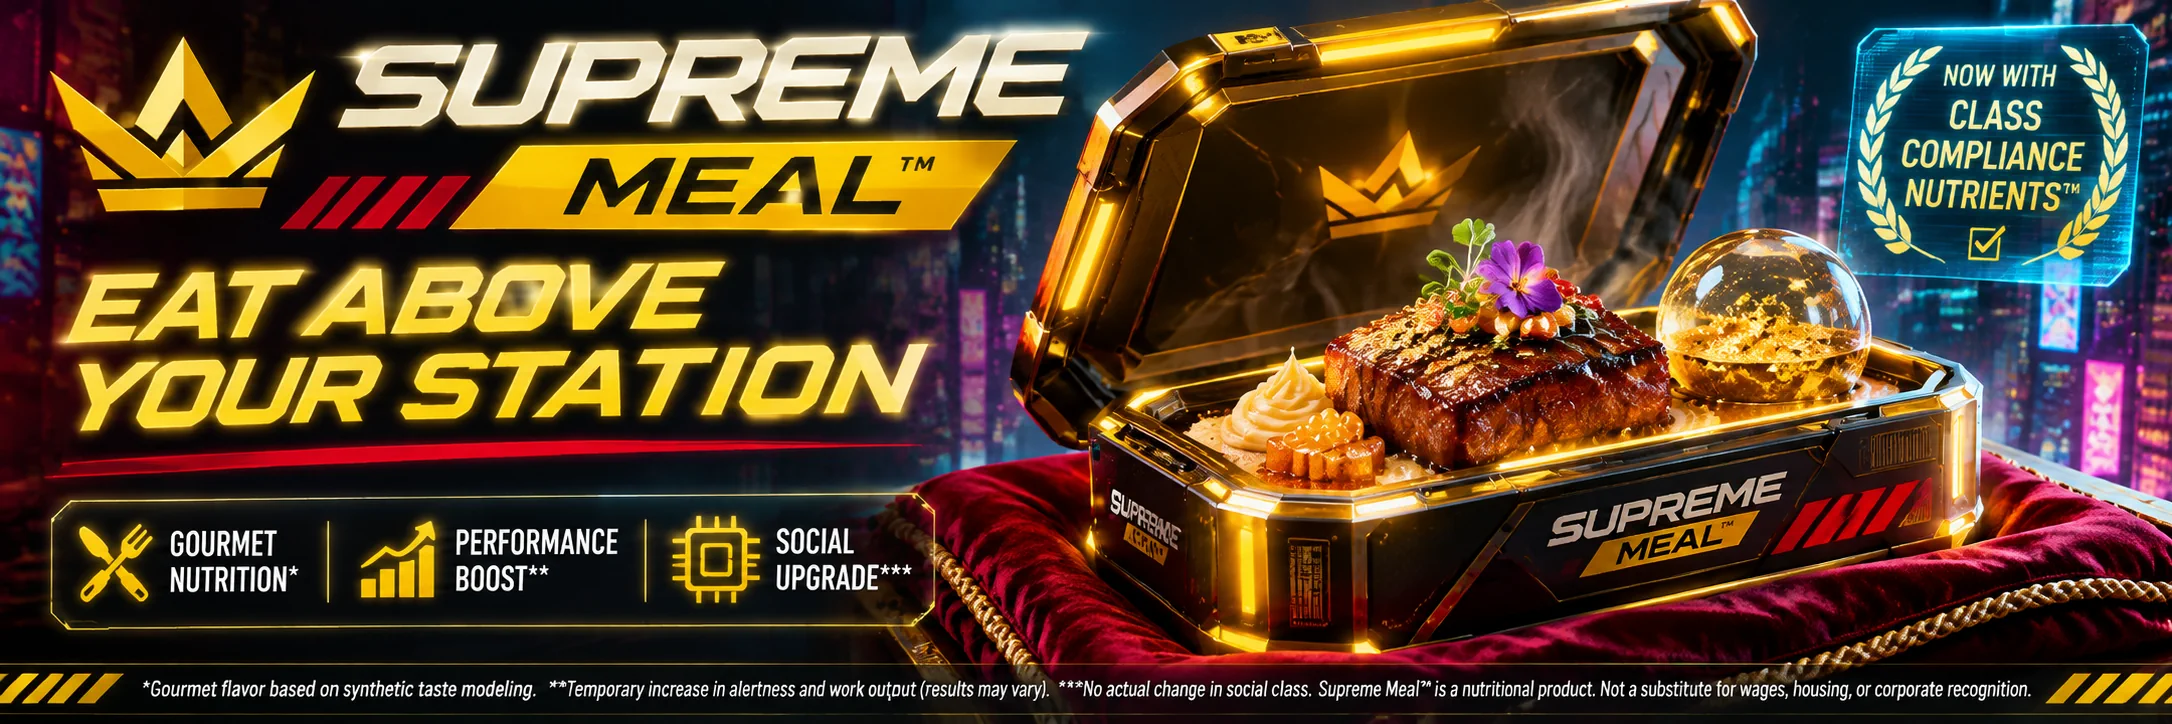 SUPREME
MEAL™
EAT ABOVE
YOUR STATION
GOURMET
NUTRITION*
PERFORMANCE
BOOST**
SOCIAL
UPGRADE***
NOW WITH
CLASS
COMPLIANCE
NUTRIENTS™
SUPREME
MEAL™
*Gourmet flavor based on synthetic taste modeling. **Temporary increase in alertness and work output (results may vary). ***No actual change in social class. Supreme Meal™ is a nutritional product. Not a substitute for wages, housing, or corporate recognition.